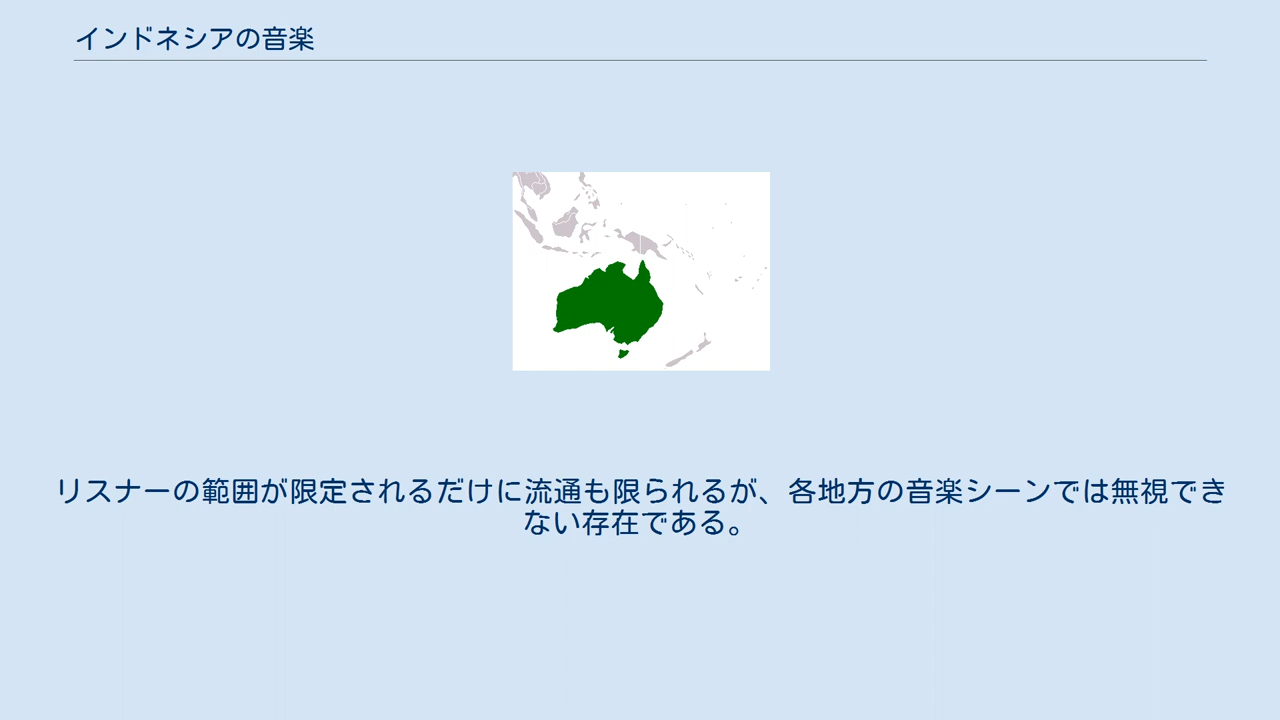 インドネシアの音楽
リスナーの範囲が限定されるだけに流通も限られるが、各地方の音楽シーンでは無視でき
ない存在である。